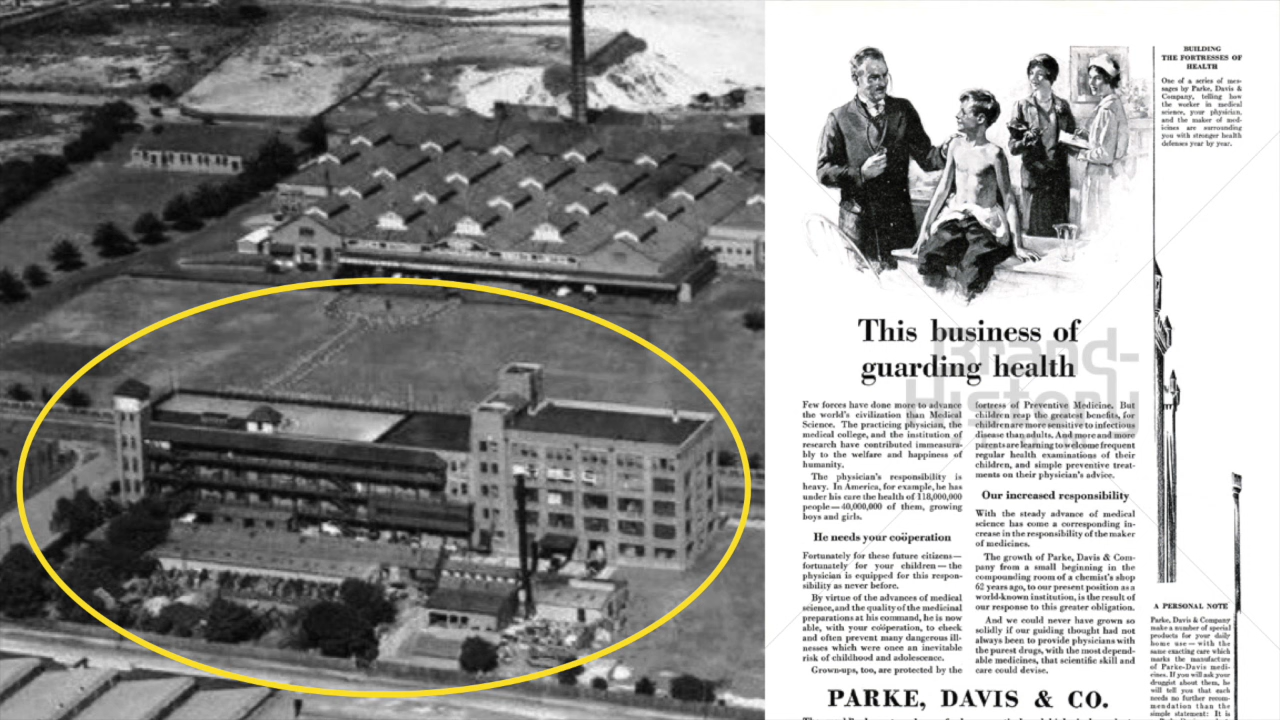 This business of
guarding health
Few forces have done more to advance
the world's civilization than Medical
Science. The practicing physician, the
medical college, and the institution of
research have contributed immeasura-
bly to the welfare and happiness of
humanity.
The physician's responsibility is
heavy. In America, for example, he has
under his care the health of 118,000,000
people—40,000,000 of them, growing
boys and girls.
He needs your coöperation
Fortunately for these future citizens—
fortunately for your children—the
physician is equipped for this respon-
sibility as never before.
By virtue of the advances of medical
science, and the quality of the medicinal
preparations at his command, he is now
able, with your coöperation, to check
and often prevent many dangerous ill-
nesses which were once an inevitable
risk of childhood and adolescence.
Grown-ups, too, are protected by the
fortress of Preventive Medicine. But
children reap the greatest benefits, for
children are more sensitive to infectious
disease than adults. And more and more
parents are learning to welcome frequent
regular health examinations of their
children, and simple preventive treat-
ments on their physician's advice.
Our increased responsibility
With the steady advance of medical
science has come a corresponding in-
crease in the responsibility of the maker
of medicines.
The growth of Parke, Davis & Com-
pany from a small beginning in the
compounding room of a chemist's shop
62 years ago, to our present position as a
world-known institution, is the result of
our response to this greater obligation.
And we could never have grown so
solidly if our guiding thought had not
always been to provide physicians with
the purest drugs, with the most depend-
able medicines, that scientific skill and
care could devise.
PARKE, DAVIS & CO.
BUILDING
THE FORTRESSES OF
HEALTH
One of a series of mes-
sages by Parke, Davis &
Company, telling how
the worker in medical
science, your physician,
and the maker of med-
icines are surrounding
you with stronger health
defenses year by year.
A PERSONAL NOTE
Parke, Davis & Company
make a number of special
products for your daily
home use—with the
same exacting care which
marks the manufacture
of Parke-Davis medi-
cines. If you will ask your
druggist about them, he
will tell you that each
needs no further recom-
mendation than the
simple statement: It is
Brand-
History